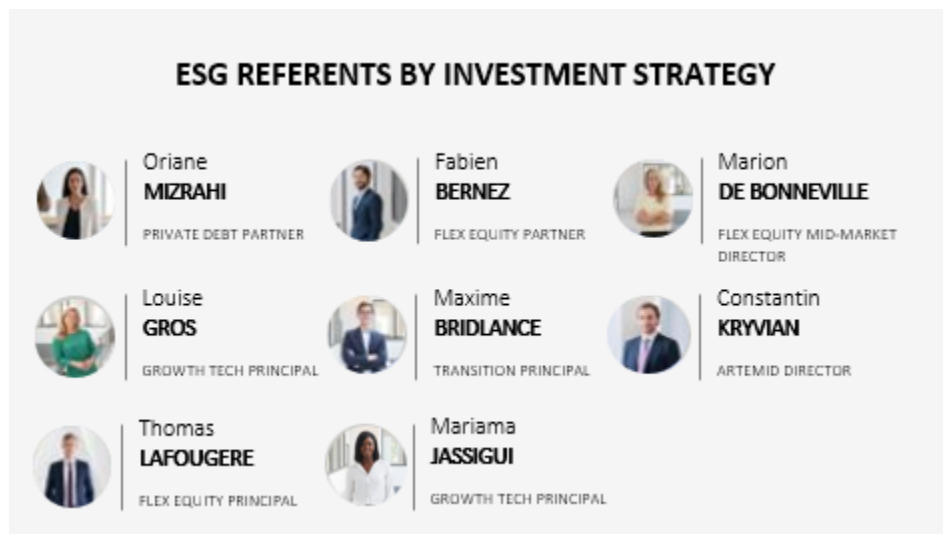 ESG REFERENTS BY INVESTMENT STRATEGY
Oriane
MIZRAHI
PRIVATE DEBT PARTNER
Fabien
BERNEZ
FLEX EQUITY PARTNER
Marion
DE BONNEVILLE
FLEX EQUITY MID-MARKET
DIRECTOR
Louise
GROS
GROWTH TECH PRINCIPAL
Maxime
BRIDLANCE
TRANSITION PRINCIPAL
Constantin
KRYVIAN
ARTEMID DIRECTOR
Thomas
LAFOUGERE
FLEX EQUITY PRINCIPAL
Mariama
JASSIGUI
GROWTH TECH PRINCIPAL